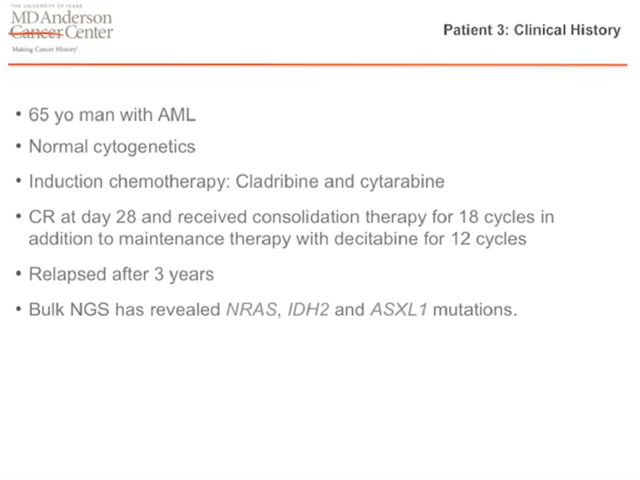 THE UNIVERSITY OF TEXAS
MD Anderson
Cancer Center
Making Cancer History®
Patient 3: Clinical History
• 65 yo man with AML
• Normal cytogenetics
• Induction chemotherapy: Cladribine and cytarabine
• CR at day 28 and received consolidation therapy for 18 cycles in
addition to maintenance therapy with decitabine for 12 cycles
• Relapsed after 3 years
• Bulk NGS has revealed NRAS, IDH2 and ASXL1 mutations.